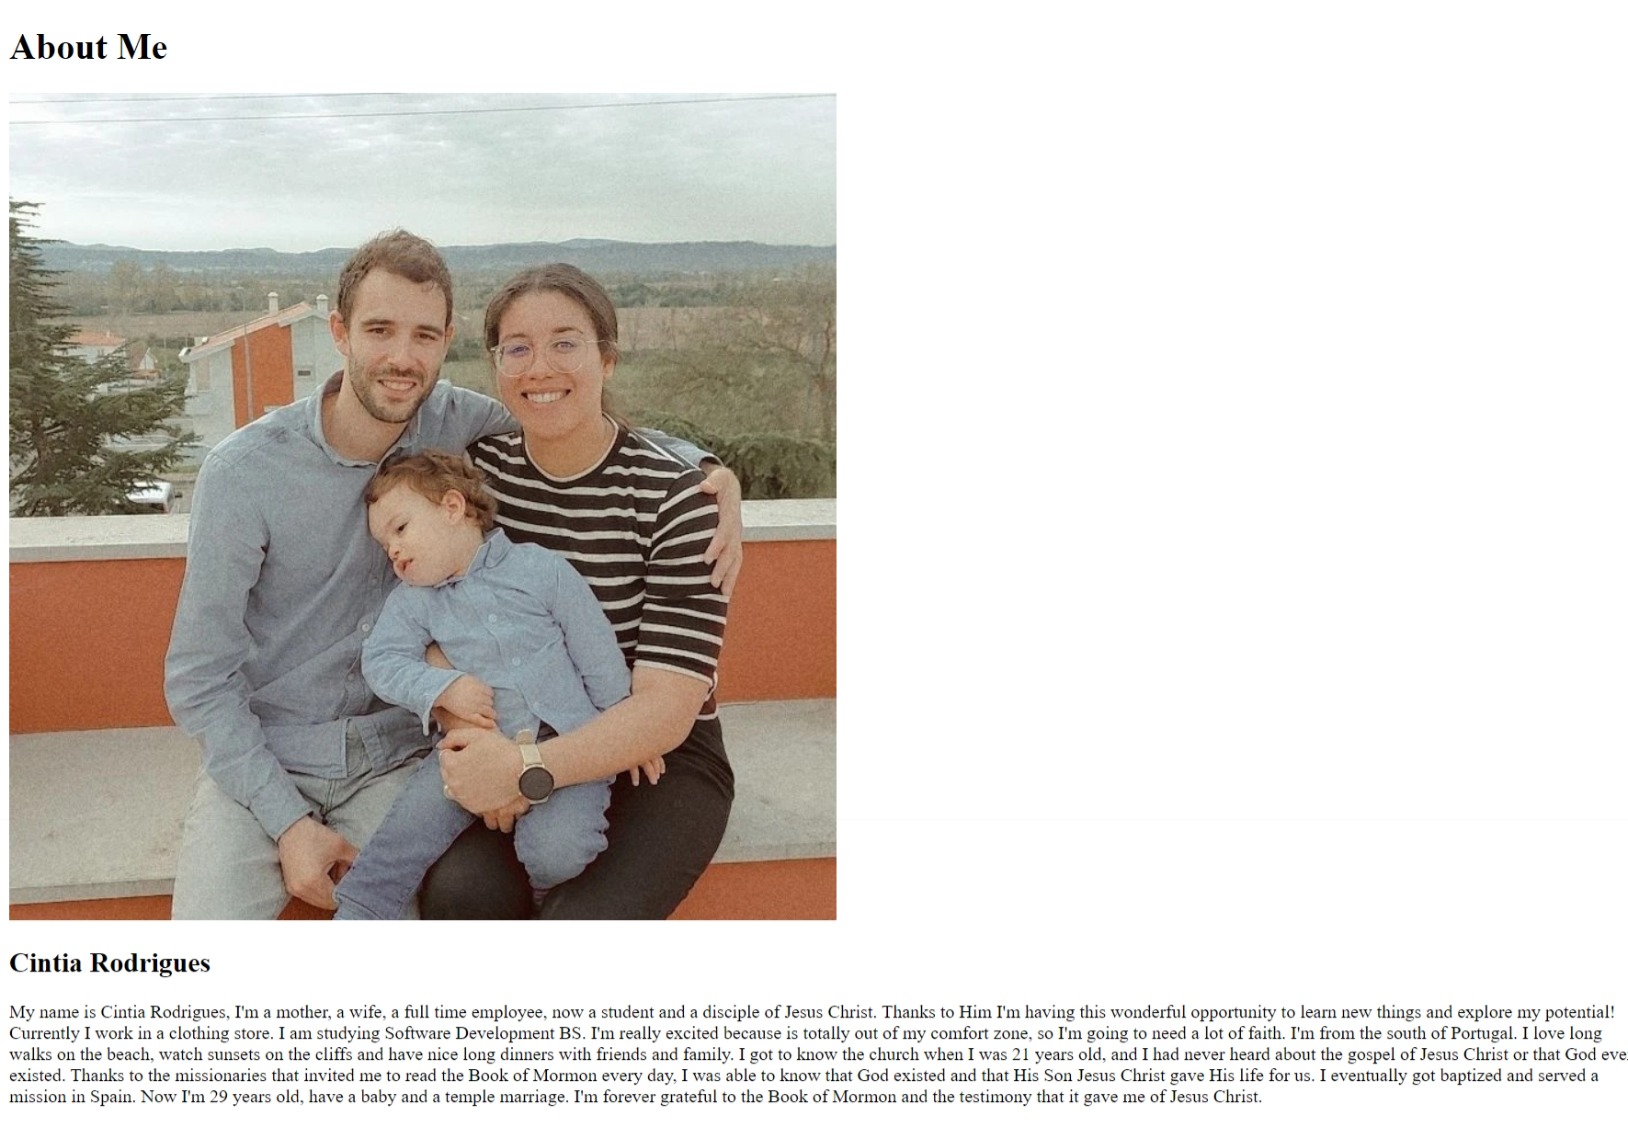 About Me
Cintia Rodrigues
My name is Cintia Rodrigues, I'm a mother, a wife, a full time employee, now a student and a disciple of Jesus Christ. Thanks to Him I'm having this wonderful opportunity to learn new things and explore my potential!
Currently I work in a clothing store. I am studying Software Development BS. I'm really excited because is totally out of my comfort zone, so I'm going to need a lot of faith. I'm from the south of Portugal. I love long
walks on the beach, watch sunsets on the cliffs and have nice long dinners with friends and family. I got to know the church when I was 21 years old, and I had never heard about the gospel of Jesus Christ or that God eve
existed. Thanks to the missionaries that invited me to read the Book of Mormon every day, I was able to know that God existed and that His Son Jesus Christ gave His life for us. I eventually got baptized and served a
mission in Spain. Now I'm 29 years old, have a baby and a temple marriage. I'm forever grateful to the Book of Mormon and the testimony that it gave me of Jesus Christ.